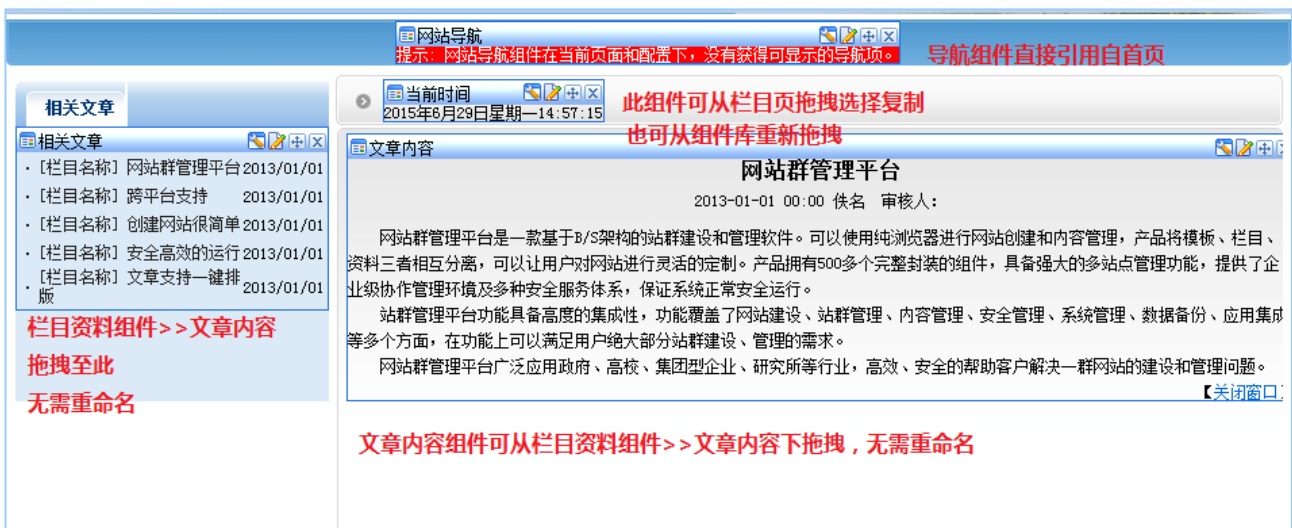 网站导航
提示: 网站导航组件在当前页面和配置下，没有获得可显示的导航项。
导航组件直接引用自首页
相关文章
当前时间
2015年6月29日星期一14:57:15
此组件可从栏目页拖拽选择复制
也可从组件库重新拖拽
相关文章
· [栏目名称] 网站群管理平台 2013/01/01
· [栏目名称] 跨平台支持 2013/01/01
· [栏目名称] 创建网站很简单 2013/01/01
· [栏目名称] 安全高效的运行 2013/01/01
· [栏目名称] 文章支持一键排
版 2013/01/01
栏目资料组件>>文章内容
拖拽至此
无需重命名
文章内容
网站群管理平台
2013-01-01 00:00 佚名 审核人:
网站群管理平台是一款基于B/S架构的站群建设和管理软件。可以使用纯浏览器进行网站创建和内容管理，产品将模板、栏目、
资料三者相互分离，可以让用户对网站进行灵活的定制。产品拥有500多个完整封装的组件，具备强大的多站点管理功能，提供了企
业级协作管理环境及多种安全服务体系，保证系统正常安全运行。
站群管理平台功能具备高度的集成性，功能覆盖了网站建设、站群管理、内容管理、安全管理、系统管理、数据备份、应用集成
等多个方面，在功能上可以满足用户绝大部分站群建设、管理的需求。
网站群管理平台广泛应用政府、高校、集团型企业、研究所等行业，高效、安全的帮助客户解决一群网站的建设和管理问题。
【关闭窗口】
文章内容组件可从栏目资料组件>>文章内容下拖拽，无需重命名